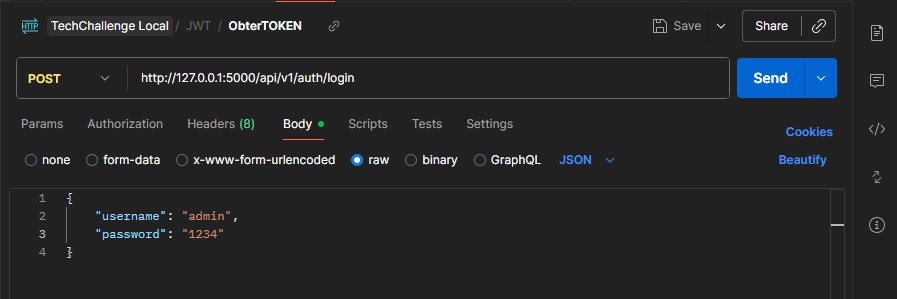 HTTP TechChallenge Local / JWT / ObterTOKEN Save Share
POST http://127.0.0.1:5000/api/v1/auth/login Send
Params Authorization Headers (8) Body Scripts Tests Settings Cookies
none form-data x-www-form-urlencoded raw binary GraphQL JSON Beautify
1 {
2 "username": "admin",
3 "password": "1234"
4 }